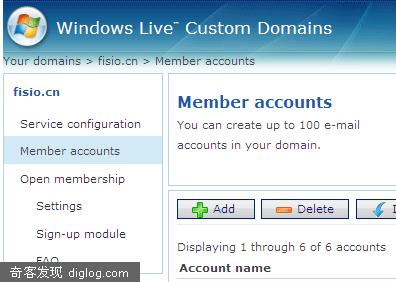 Windows Live™ Custom Domains
Your domains > fisio.cn > Member accounts
fisio.cn
Service configuration
Member accounts
Open membership
Settings
Sign-up module
FAQ
Member accounts
You can create up to 100 e-mail
accounts in your domain.
Add
Delete
Displaying 1 through 6 of 6 accounts
Account name
奇客发现 diglog.com